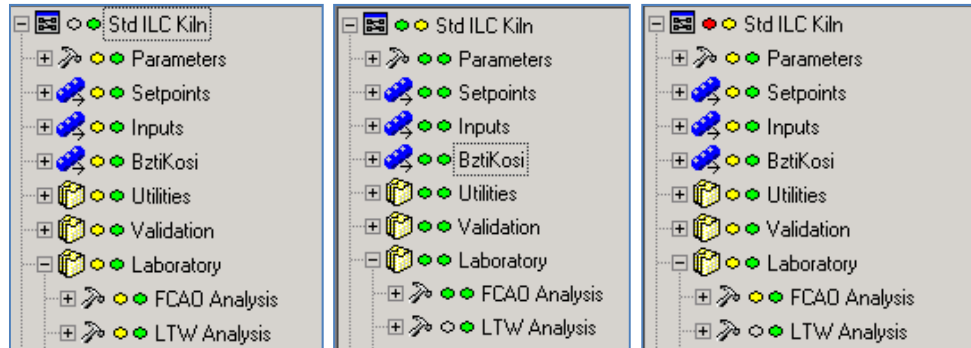 Std ILC Kiln
Parameters
Setpoints
Inputs
BztiKosi
Utilities
Validation
Laboratory
FCAO Analysis
LTW Analysis
Std ILC Kiln
Parameters
Setpoints
Inputs
BztiKosi
Utilities
Validation
Laboratory
FCAO Analysis
LTW Analysis
Std ILC Kiln
Parameters
Setpoints
Inputs
BztiKosi
Utilities
Validation
Laboratory
FCAO Analysis
LTW Analysis